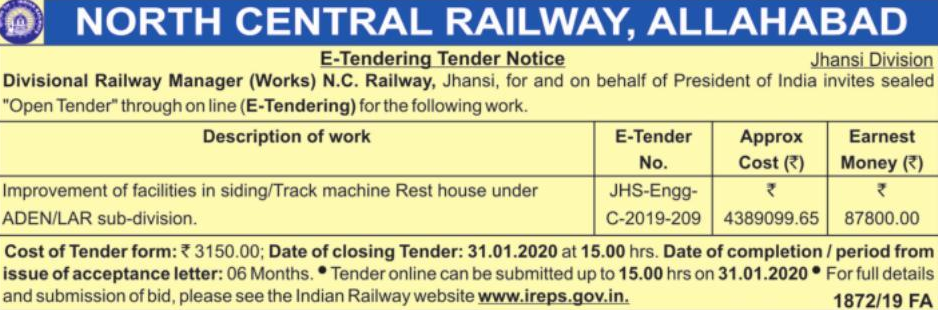 NORTH CENTRAL RAILWAY, ALLAHABAD
E-Tendering Tender Notice Jhansi Division
Divisional Railway Manager (Works) N.C. Railway, Jhansi, for and on behalf of President of India invites sealed
"Open Tender" through on line (E-Tendering) for the following work.
Description of work E-Tender No. Approx Cost (₹) Earnest Money (₹)
Improvement of facilities in siding/Track machine Rest house under JHS-Engg- ₹ ₹
ADEN/LAR sub-division. C-2019-209 4389099.65 87800.00
Cost of Tender form: ₹ 3150.00; Date of closing Tender: 31.01.2020 at 15.00 hrs. Date of completion / period from
issue of acceptance letter: 06 Months. • Tender online can be submitted up to 15.00 hrs on 31.01.2020 • For full details
and submission of bid, please see the Indian Railway website www.ireps.gov.in. 1872/19 FA